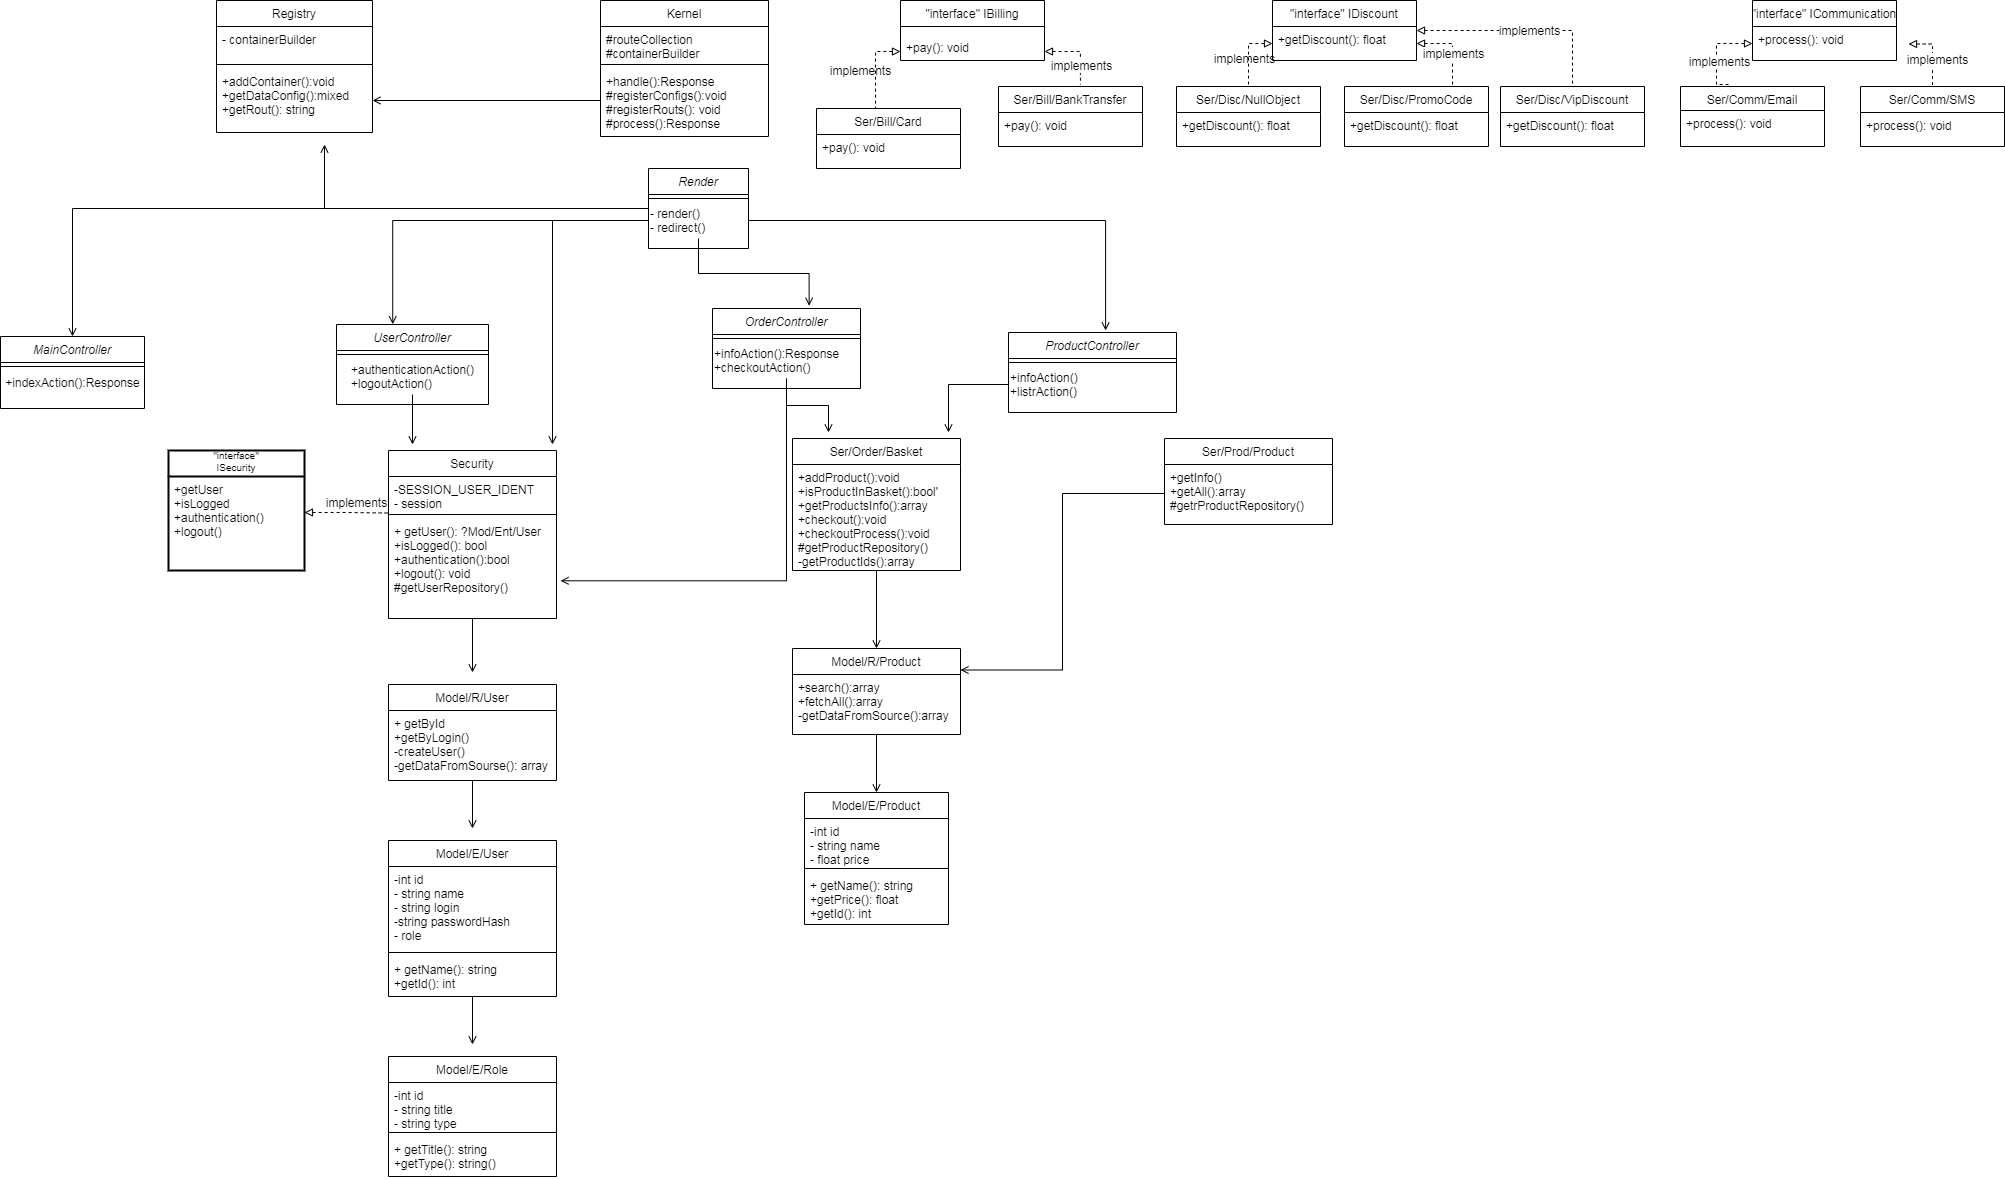 Registry
- containerBuilder
+addContainer():void
+getDataConfig():mixed
+getRout(): string
Kernel
#routeCollection
#containerBuilder
+handle():Response
#registerConfigs():void
#registerRouts(): void
#process():Response
"interface" IBilling
+pay(): void
implements
implements
Ser/Bill/Card
+pay(): void
Ser/Bill/BankTransfer
+pay(): void
"interface" IDiscount
+getDiscount(): float
implements
implements
implements
Ser/Disc/NullObject
+getDiscount(): float
Ser/Disc/PromoCode
+getDiscount(): float
Ser/Disc/VipDiscount
+getDiscount(): float
"interface" ICommunication
+process(): void
implements
implements
Ser/Comm/Email
+process(): void
Ser/Comm/SMS
+process(): void
Render
- render()
- redirect()
MainController
+indexAction():Response
UserController
+authenticationAction()
+logoutAction()
OrderController
+infoAction():Response
+checkoutAction()
ProductController
+infoAction()
+listrAction()
"interface"
ISecurity
+getUser
+isLogged
+authentication()
+logout()
implements
Security
-SESSION_USER_IDENT
- session
+ getUser(): ?Mod/Ent/User
+isLogged(): bool
+authentication():bool
+logout(): void
#getUserRepository()
Ser/Order/Basket
+addProduct():void
+isProductInBasket():bool'
+getProductsInfo():array
+checkout():void
+checkoutProcess():void
#getProductRepository()
-getProductIds():array
Ser/Prod/Product
+getInfo()
+getAll():array
#getrProductRepository()
Model/R/User
+ getById
+getByLogin()
-createUser()
-getDataFromSourse(): array
Model/R/Product
+search():array
+fetchAll():array
-getDataFromSource():array
Model/E/User
-int id
- string name
- string login
-string passwordHash
- role
+ getName(): string
+getId(): int
Model/E/Product
-int id
- string name
- float price
+ getName(): string
+getPrice(): float
+getId(): int
Model/E/Role
-int id
- string title
- string type
+ getTitle(): string
+getType(): string()